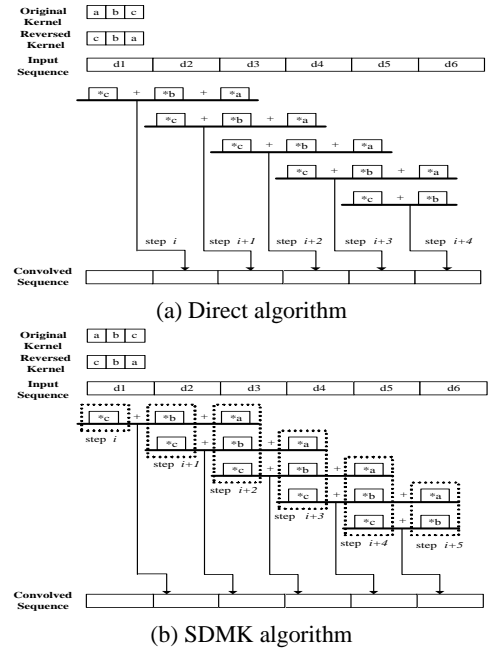 Original Kernel a b c
Reversed Kernel c b a
Input Sequence d1 d2 d3 d4 d5 d6
*c + *b + *a
*c + *b + *a
*c + *b + *a
*c + *b + *a
*c + *b
step i step i+1 step i+2 step i+3 step i+4
Convolved Sequence
(a) Direct algorithm
Original Kernel a b c
Reversed Kernel c b a
Input Sequence d1 d2 d3 d4 d5 d6
*c + *b + *a
step i *c + *b + *a
step i+1 *c + *b + *a
step i+2 *c + *b + *a
step i+3 *c + *b
step i+4 step i+5
Convolved Sequence
(b) SDMK algorithm